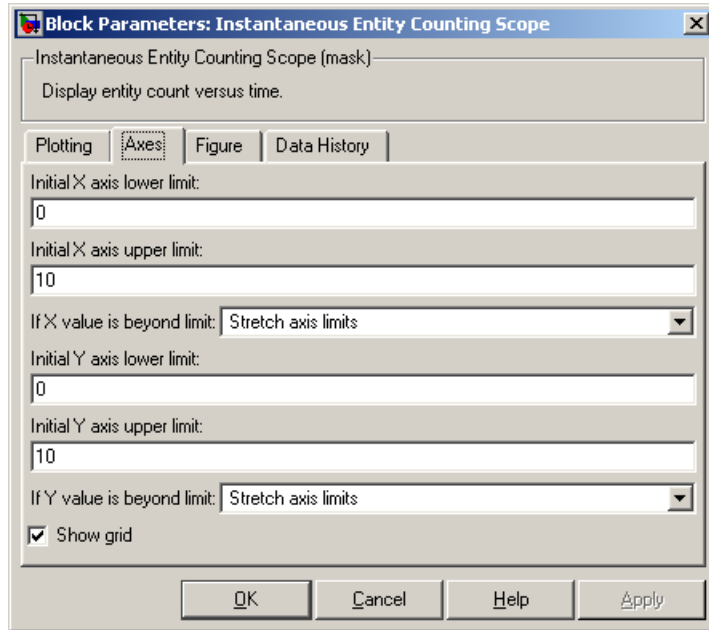 Block Parameters: Instantaneous Entity Counting Scope
Instantaneous Entity Counting Scope (mask)
Display entity count versus time.
Plotting Axes Figure Data History
Initial X axis lower limit:
0
Initial X axis upper limit:
10
If X value is beyond limit: Stretch axis limits
Initial Y axis lower limit:
0
Initial Y axis upper limit:
10
If Y value is beyond limit: Stretch axis limits
Show grid
OK Cancel Help Apply